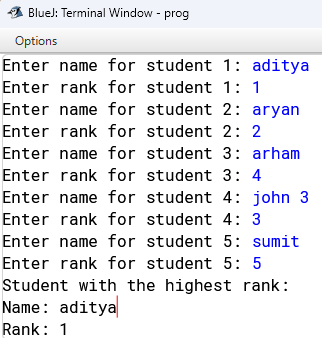 BlueJ: Terminal Window - prog
Options
Enter name for student 1: aditya
Enter rank for student 1: 1
Enter name for student 2: aryan
Enter rank for student 2: 2
Enter name for student 3: arham
Enter rank for student 3: 4
Enter name for student 4: john 3
Enter rank for student 4: 3
Enter name for student 5: sumit
Enter rank for student 5: 5
Student with the highest rank:
Name: aditya
Rank: 1